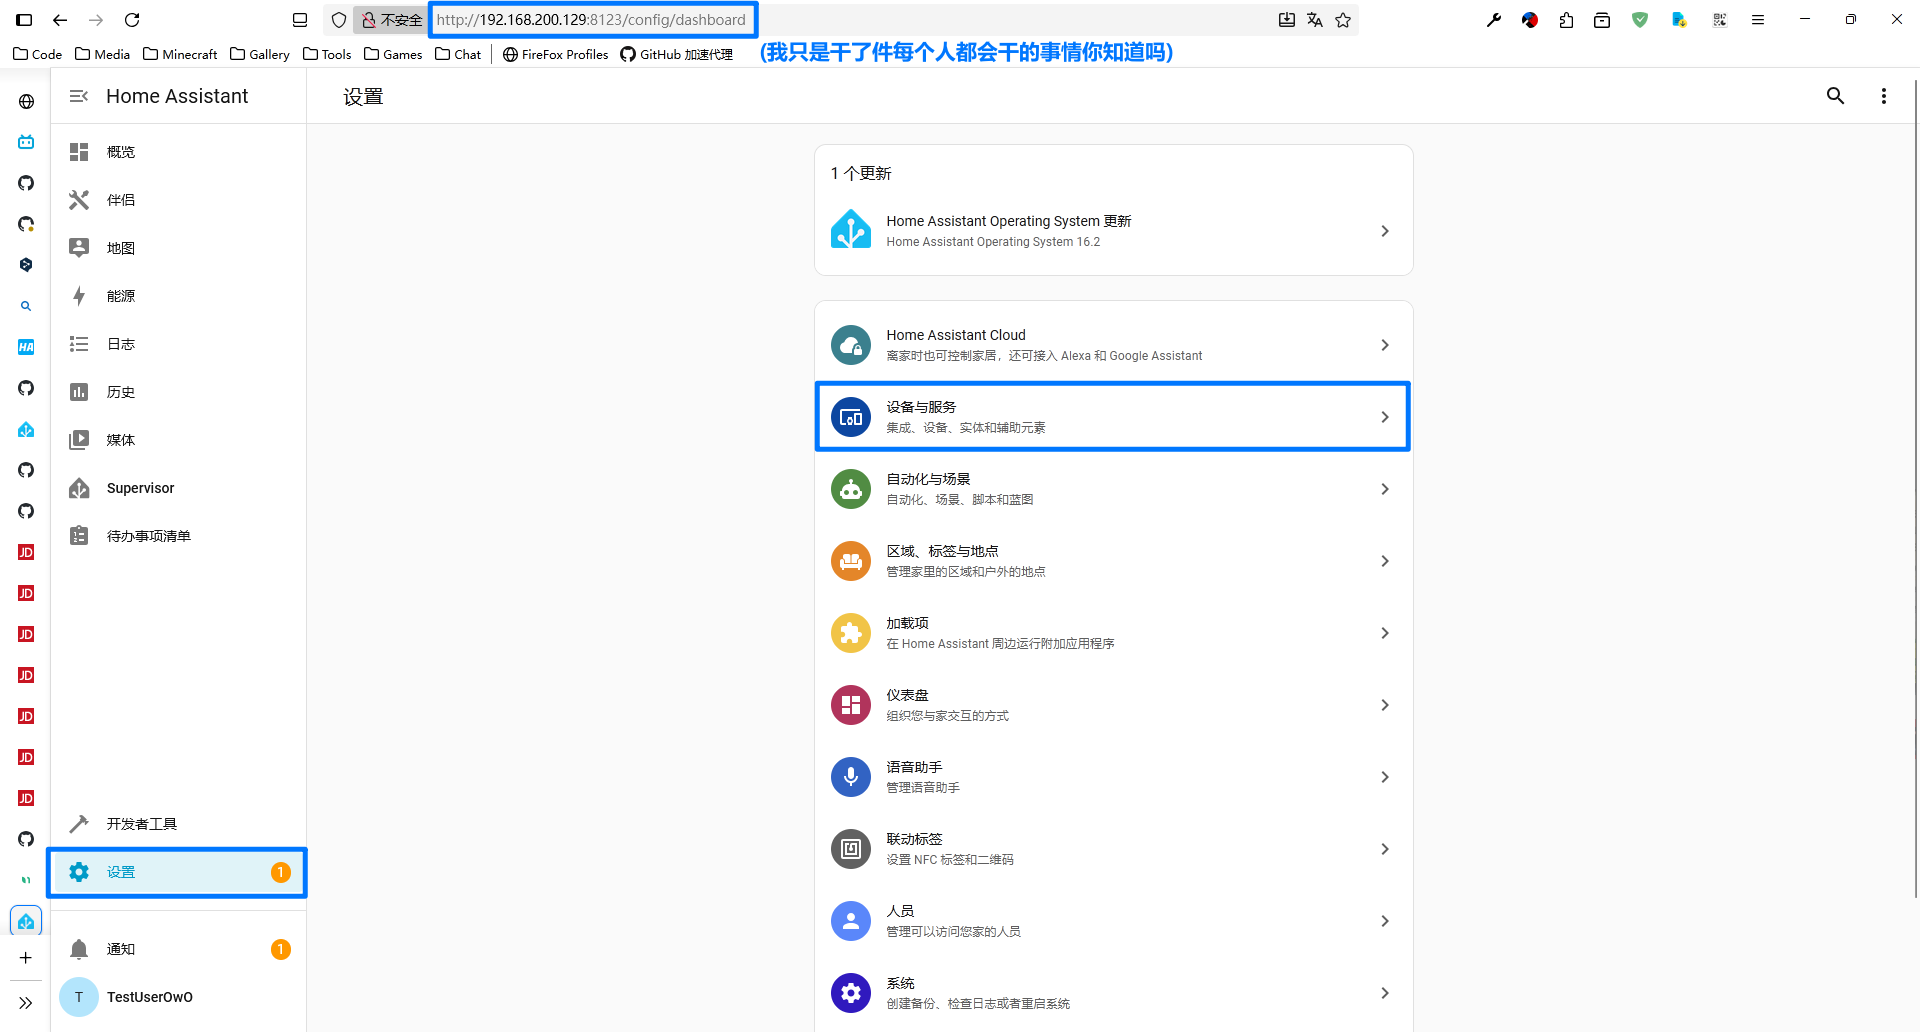 不安全
http://192.168.200.129:8123/config/dashboard
Code
Media
Minecraft
Gallery
Tools
Games
Chat
FireFox Profiles
GitHub 加速代理
(我只是干了件每个人都会干的事情你知道吗)
Home Assistant
设置
概览
伴侣
地图
能源
日志
历史
媒体
Supervisor
待办事项清单
开发者工具
设置
1
通知
1
T
TestUserOwO
HA
JD
JD
JD
JD
JD
JD
JD
1 个更新
Home Assistant Operating System 更新
Home Assistant Operating System 16.2
Home Assistant Cloud
离家时也可控制家居，还可接入 Alexa 和 Google Assistant
设备与服务
集成、设备、实体和辅助元素
自动化与场景
自动化、场景、脚本和蓝图
区域、标签与地点
管理家里的区域和户外的地点
加载项
在 Home Assistant 周边运行附加应用程序
仪表盘
组织您与家交互的方式
语音助手
管理语音助手
联动标签
设置 NFC 标签和二维码
人员
管理可以访问您家的人员
系统
创建备份、检查日志或者重启系统